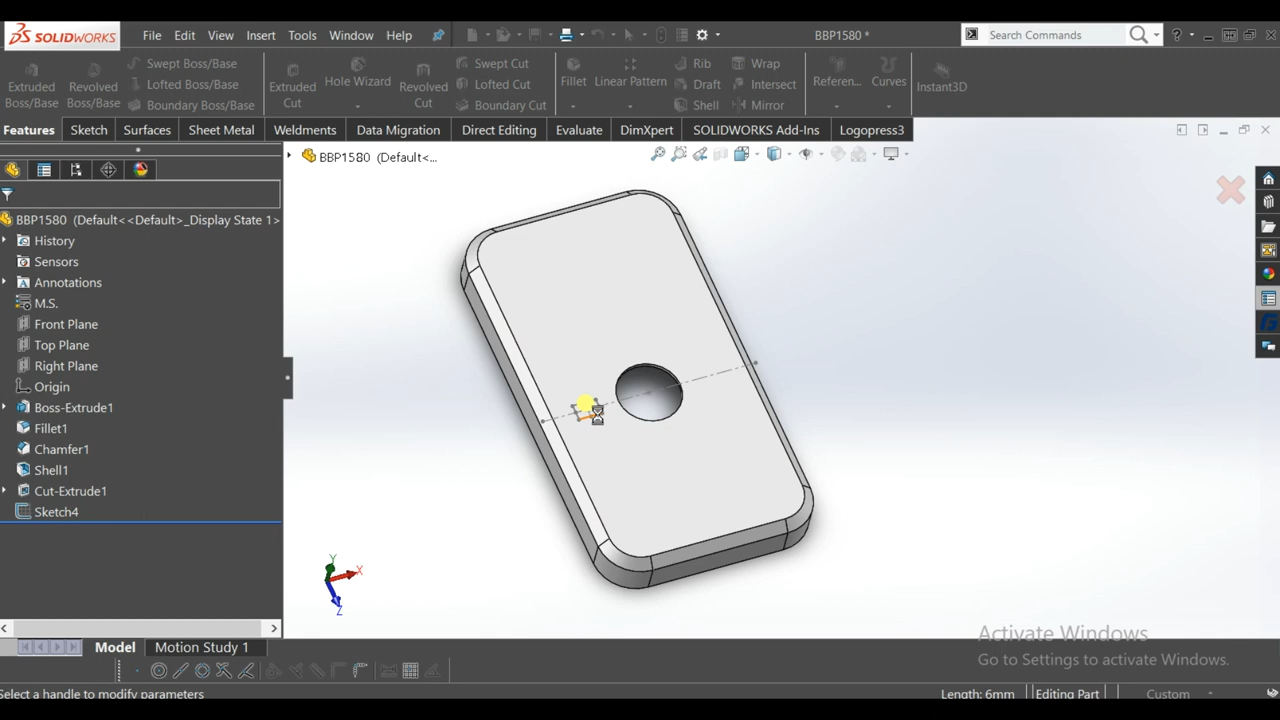 SOLIDWORKS File Edit View Insert Tools Window Help BBP1580 * Search Commands
Extruded Boss/Base Revolved Boss/Base Swept Boss/Base Lofted Boss/Base Boundary Boss/Base Extruded Cut Hole Wizard Revolved Cut Swept Cut Lofted Cut Boundary Cut Fillet Linear Pattern Rib Draft Shell Wrap Intersect Mirror Referen... Curves Instant3D
Features Sketch Surfaces Sheet Metal Weldments Data Migration Direct Editing Evaluate DimXpert SOLIDWORKS Add-Ins Logopress3
BBP1580 (Default<...
BBP1580 (Default<<Default>_Display State 1>
History
Sensors
Annotations
M.S.
Front Plane
Top Plane
Right Plane
Origin
Boss-Extrude1
Fillet1
Chamfer1
Shell1
Cut-Extrude1
Sketch4
Y
X
Z
Activate Windows
Go to Settings to activate Windows.
Model Motion Study 1
Select a handle to modify parameters Length: 6mm Editing Part Custom